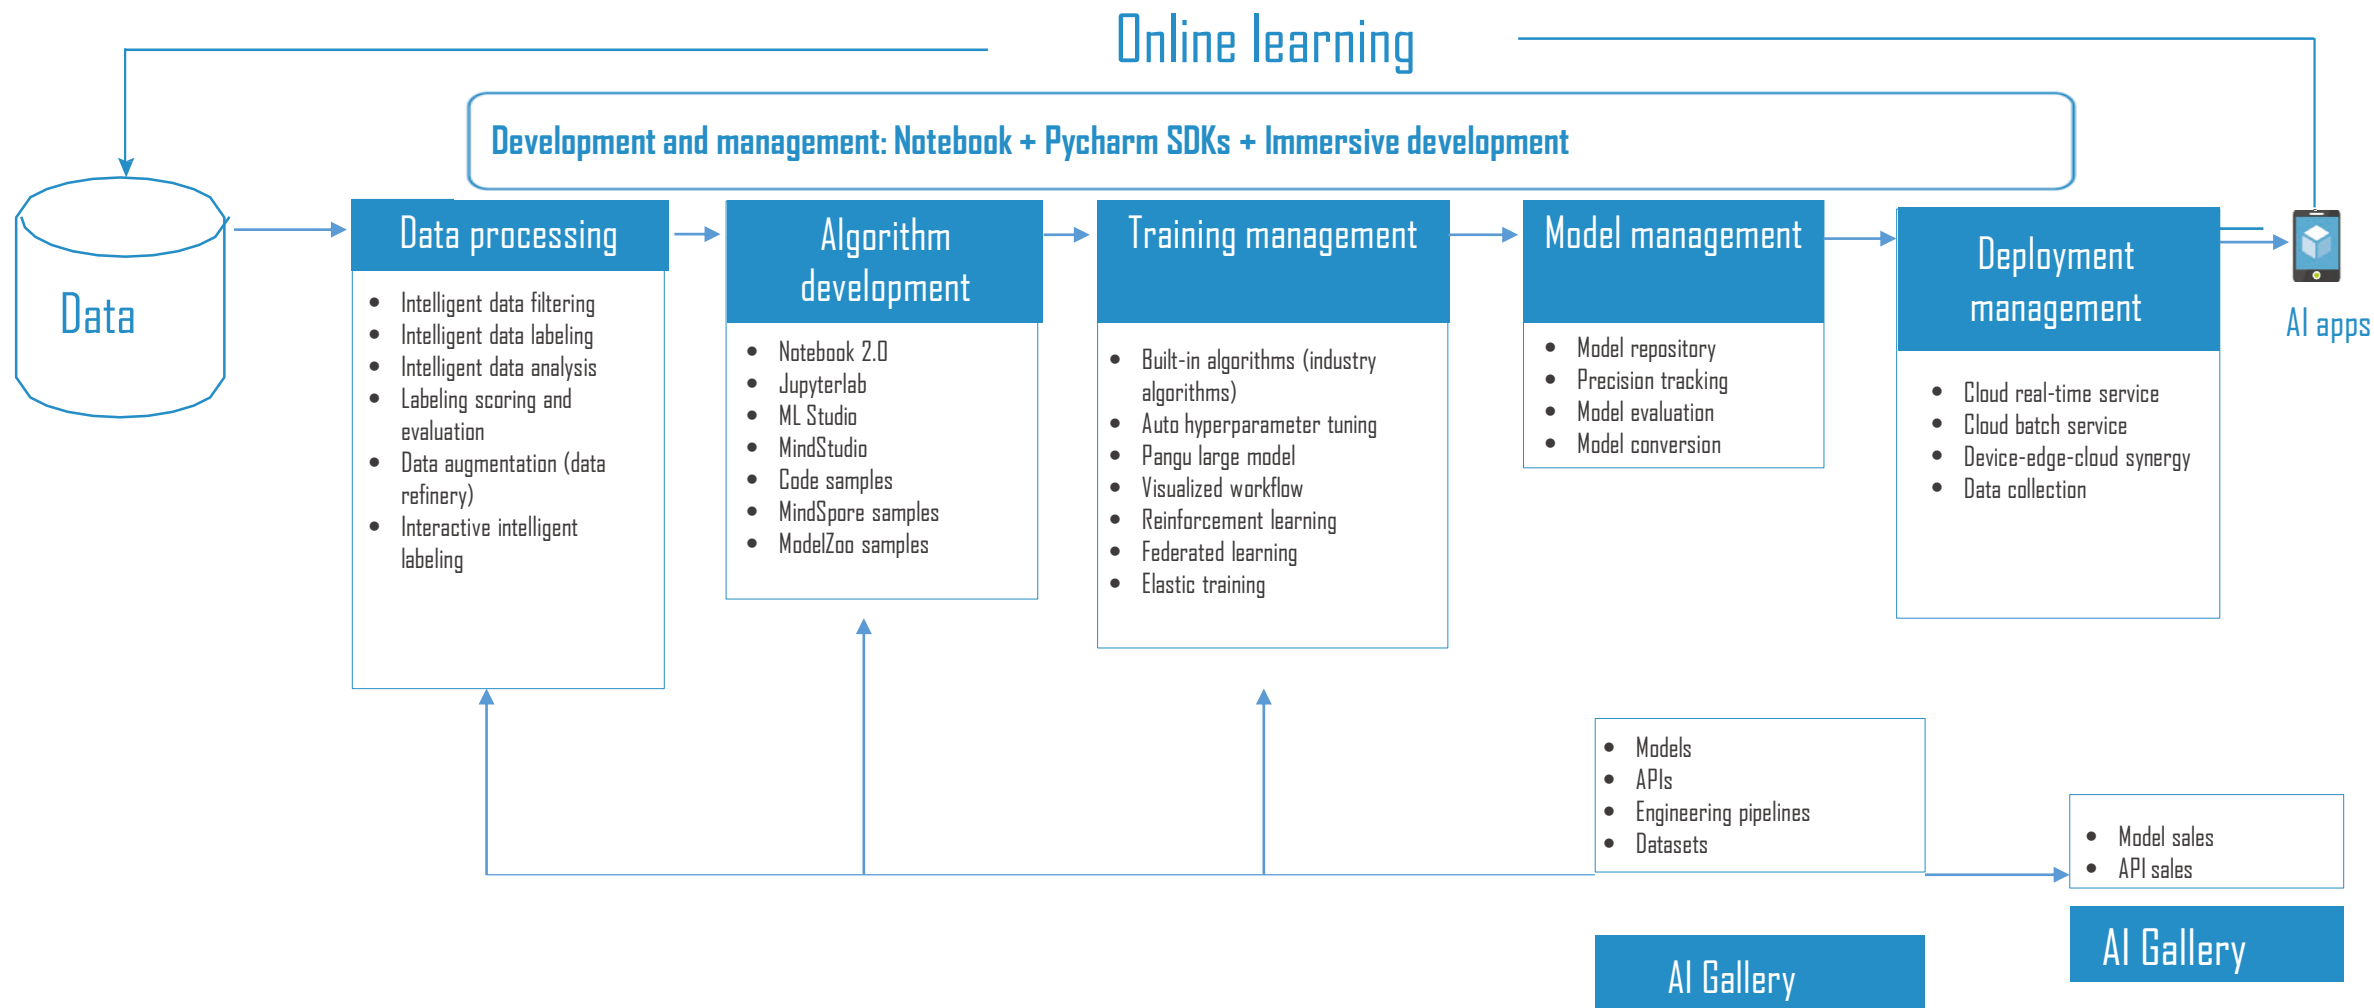 Online learning
Development and management: Notebook + Pycharm SDKs + Immersive development
Data
Data processing
• Intelligent data filtering
• Intelligent data labeling
• Intelligent data analysis
• Labeling scoring and
evaluation
• Data augmentation (data
refinery)
• Interactive intelligent
labeling
Algorithm
development
• Notebook 2.0
• Jupyterlab
• ML Studio
• MindStudio
• Code samples
• MindSpore samples
• ModelZoo samples
Training management
• Built-in algorithms (industry
algorithms)
• Auto hyperparameter tuning
• Pangu large model
• Visualized workflow
• Reinforcement learning
• Federated learning
• Elastic training
Model management
• Model repository
• Precision tracking
• Model evaluation
• Model conversion
Deployment
management
• Cloud real-time service
• Cloud batch service
• Device-edge-cloud synergy
• Data collection
AI apps
• Models
• APIs
• Engineering pipelines
• Datasets
AI Gallery
• Model sales
• API sales
AI Gallery